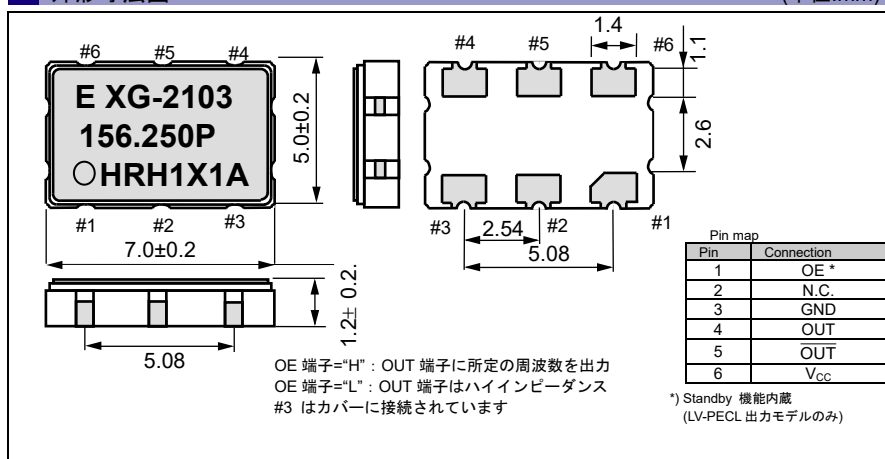 (単位:mm)
#6 #5 #4
E XG-2103
156.250P
○HRH1X1A
#1 #2 #3
5.0±0.2
7.0±0.2
1.2± 0.2.
5.08
#4 #5 #6
1.4
1.1
2.6
#3 #2 #1
2.54
5.08
OE 端子="H" : OUT 端子に所定の周波数を出力
OE 端子="L" : OUT 端子はハイインピーダンス
#3 はカバーに接続されています
Pin map
Pin Connection
1 OE *
2 N.C.
3 GND
4 OUT
5 OUT
6 VCC
*) Standby 機能内蔵
(LV-PECL 出力モデルのみ)